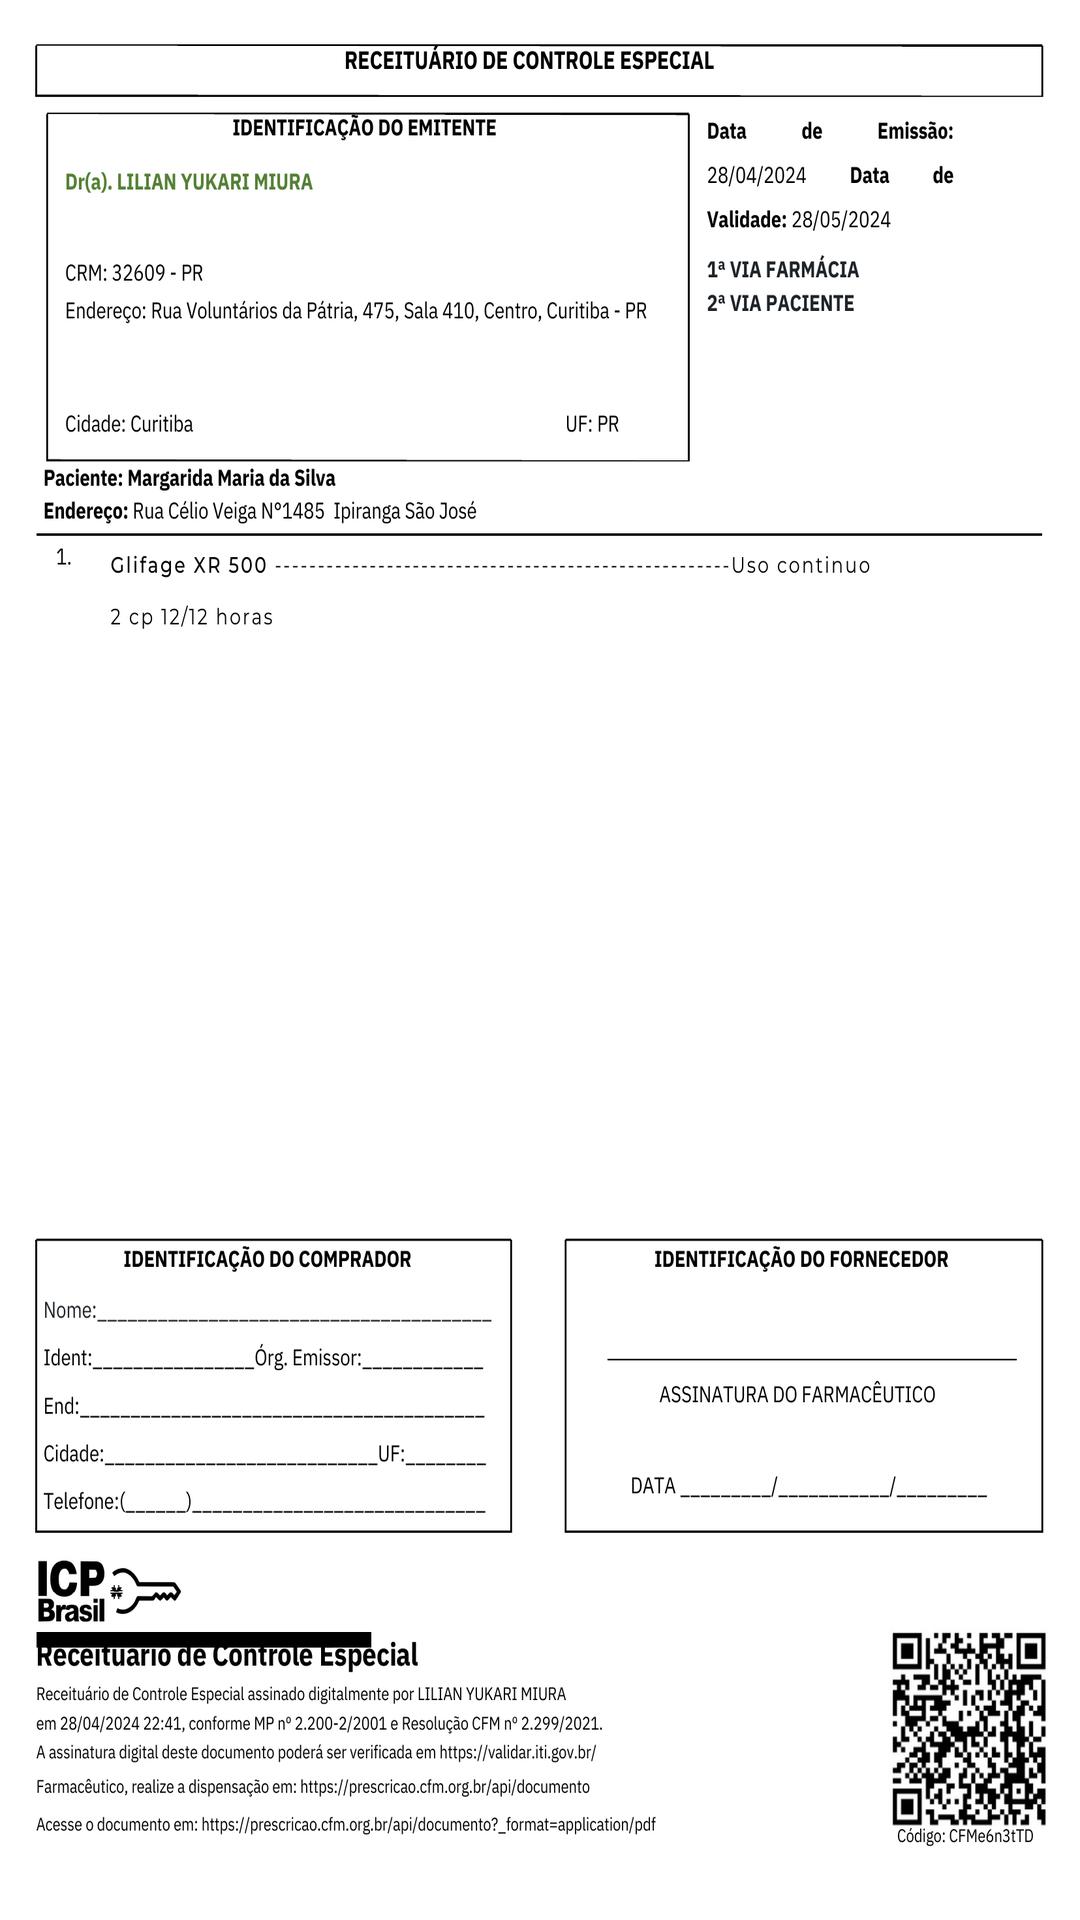 RECEITUÁRIO DE CONTROLE ESPECIAL
IDENTIFICAÇÃO DO EMITENTE
Dr(a). LILIAN YUKARI MIURA
CRM: 32609 - PR
Endereço: Rua Voluntários da Pátria, 475, Sala 410, Centro, Curitiba - PR
Cidade: Curitiba UF: PR
Data de Emissão:
28/04/2024 Data de
Validade: 28/05/2024
1ª VIA FARMÁCIA
2ª VIA PACIENTE
Paciente: Margarida Maria da Silva
Endereço: Rua Célio Veiga N°1485 Ipiranga São José
1. Glifage XR 500 -----------------------------------------------------Uso continuo
2 cp 12/12 horas
IDENTIFICAÇÃO DO COMPRADOR
Nome:_______________________________________
Ident:________________Órg. Emissor:____________
End:________________________________________
Cidade:___________________________UF:________
Telefone:(______)_____________________________
IDENTIFICAÇÃO DO FORNECEDOR
ASSINATURA DO FARMACÊUTICO
DATA _________/___________/_________
ICP
Brasil
Receituário de Controle Especial
Receituário de Controle Especial assinado digitalmente por LILIAN YUKARI MIURA
em 28/04/2024 22:41, conforme MP nº 2.200-2/2001 e Resolução CFM nº 2.299/2021.
A assinatura digital deste documento poderá ser verificada em https://validar.iti.gov.br/
Farmacêutico, realize a dispensação em: https://prescricao.cfm.org.br/api/documento
Acesse o documento em: https://prescricao.cfm.org.br/api/documento?_format=application/pdf
Código: CFMe6n3tTD